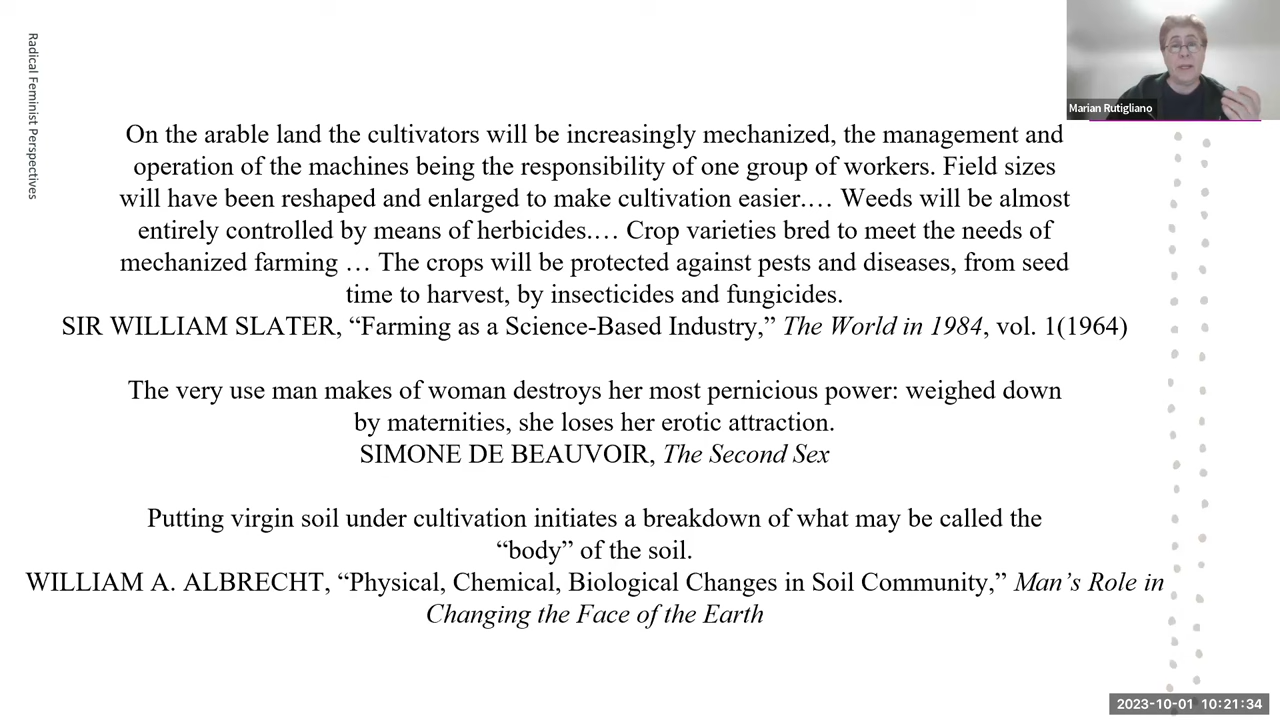 Radical Feminist Perspectives
Marian Rutigliano
On the arable land the cultivators will be increasingly mechanized, the management and
operation of the machines being the responsibility of one group of workers. Field sizes
will have been reshaped and enlarged to make cultivation easier.… Weeds will be almost
entirely controlled by means of herbicides.… Crop varieties bred to meet the needs of
mechanized farming … The crops will be protected against pests and diseases, from seed
time to harvest, by insecticides and fungicides.
SIR WILLIAM SLATER, “Farming as a Science-Based Industry,” The World in 1984, vol. 1(1964)
The very use man makes of woman destroys her most pernicious power: weighed down
by maternities, she loses her erotic attraction.
SIMONE DE BEAUVOIR, The Second Sex
Putting virgin soil under cultivation initiates a breakdown of what may be called the
“body” of the soil.
WILLIAM A. ALBRECHT, “Physical, Chemical, Biological Changes in Soil Community,” Man’s Role in
Changing the Face of the Earth
2023-10-01 10:21:34